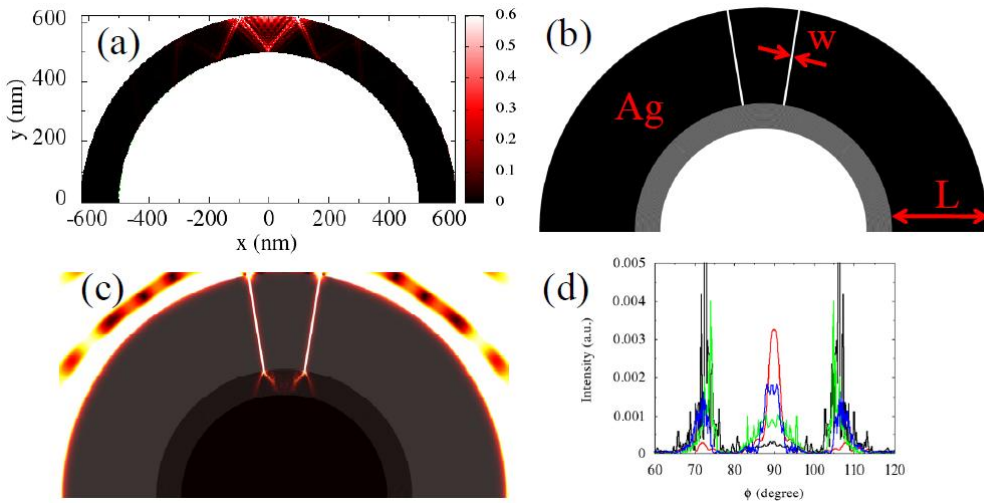 (a)
600
400
200
0
y (nm)
-600 -400 -200 0 200 400 600
x (nm)
0.6
0.5
0.4
0.3
0.2
0.1
0
(b)
w
Ag
L
(c)
(d)
0.005
0.004
0.003
0.002
0.001
0
Intensity (a.u.)
60 70 80 90 100 110 120
ϕ (degree)